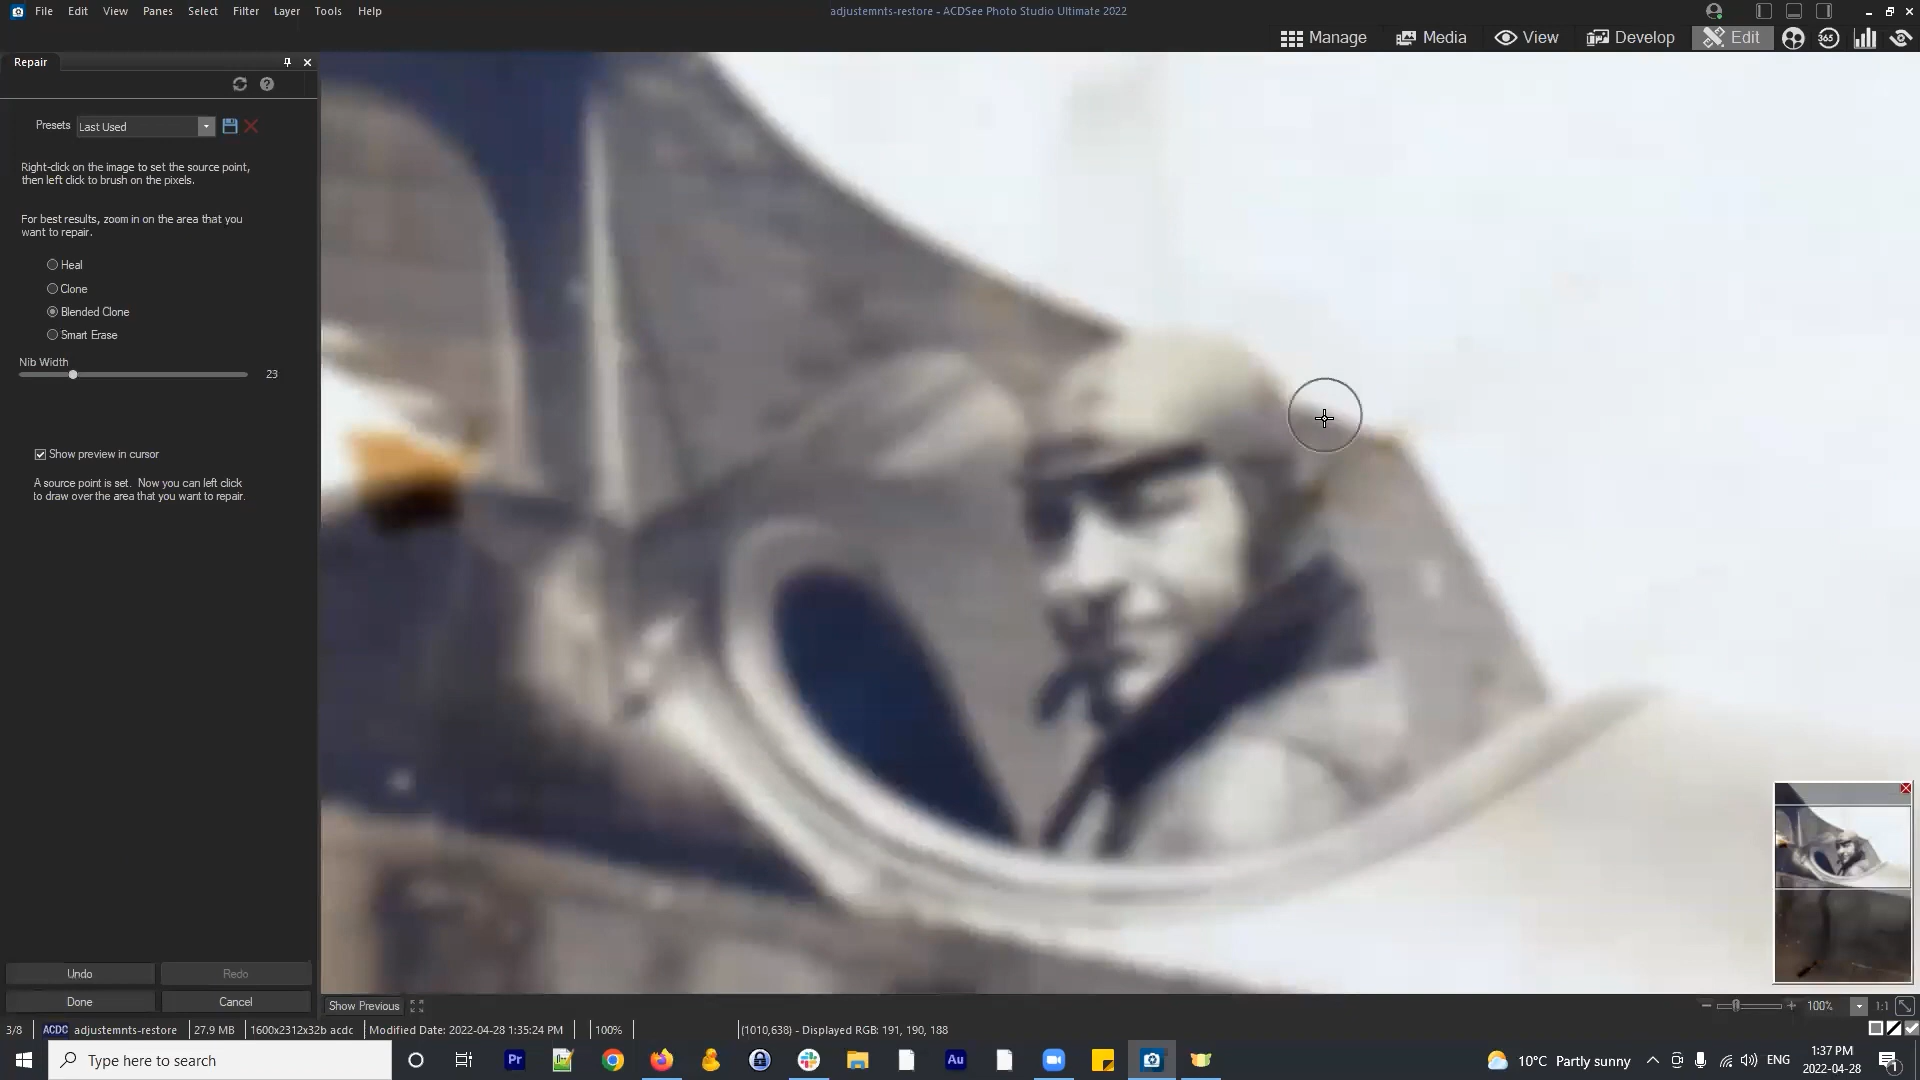 File Edit View Panes Select Filter Layer Tools Help
adjustemnts-restore - ACDSee Photo Studio Ultimate 2022
Manage Media View Develop Edit 365
Repair
Presets Last Used
Right-click on the image to set the source point,
then left click to brush on the pixels.
For best results, zoom in on the area that you
want to repair.
Heal
Clone
Blended Clone
Smart Erase
Nib Width
23
Show preview in cursor
A source point is set. Now you can left click
to draw over the area that you want to repair.
Undo Redo
Done Cancel
Show Previous
100% 1:1
3/8 ACDC adjustemnts-restore 27.9 MB 1600x2312x32b acdc Modified Date: 2022-04-28 1:35:24 PM 100% (1010,638) - Displayed RGB: 191, 190, 188
Type here to search
Pr
Au
10°C Partly sunny
ENG
1:37 PM
2022-04-28
1